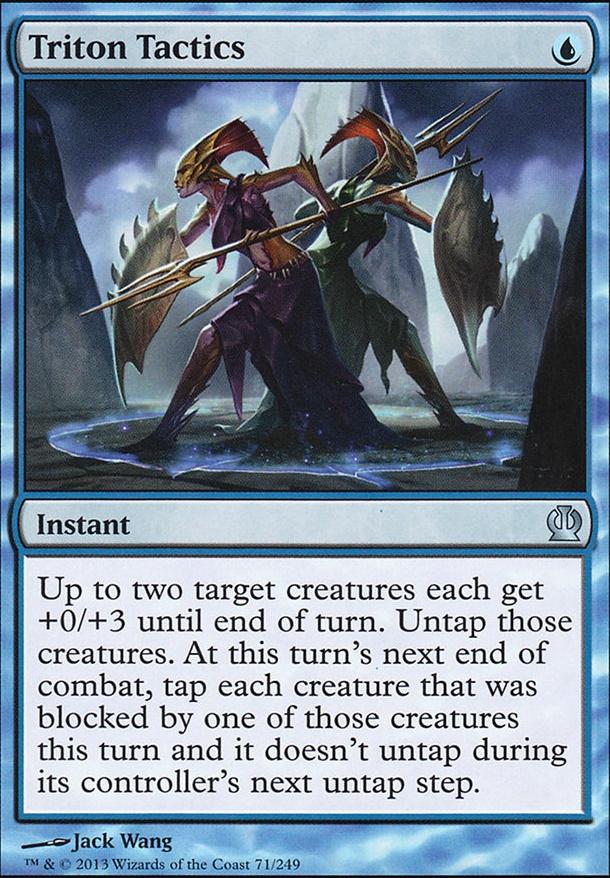 Triton Tactics
Instant
Up to two target creatures each get
+0/+3 until end of turn. Untap those
creatures. At this turn's next end of
combat, tap each creature that was
blocked by one of those creatures
this turn and it doesn't untap during
its controller's next untap step.
Jack Wang
™ & © 2013 Wizards of the Coast 71/249